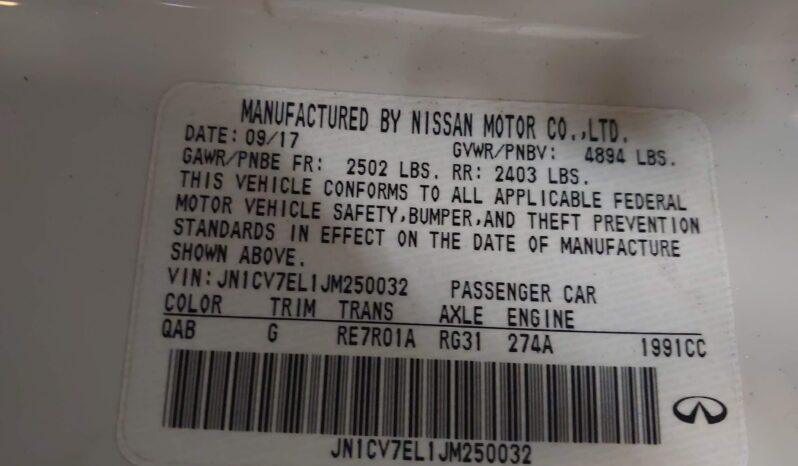 MANUFACTURED BY NISSAN MOTOR CO.,LTD.
DATE: 09/17 GVWR/PNBV: 4894 LBS.
GAWR/PNBE FR: 2502 LBS. RR: 2403 LBS.
THIS VEHICLE CONFORMS TO ALL APPLICABLE FEDERAL
MOTOR VEHICLE SAFETY,BUMPER,AND THEFT PREVENTION
STANDARDS IN EFFECT ON THE DATE OF MANUFACTURE
SHOWN ABOVE.
VIN: JN1CV7EL1JM250032 PASSENGER CAR
COLOR TRIM TRANS AXLE ENGINE
QAB G RE7R01A RG31 274A 1991CC
JN1CV7EL1JM250032